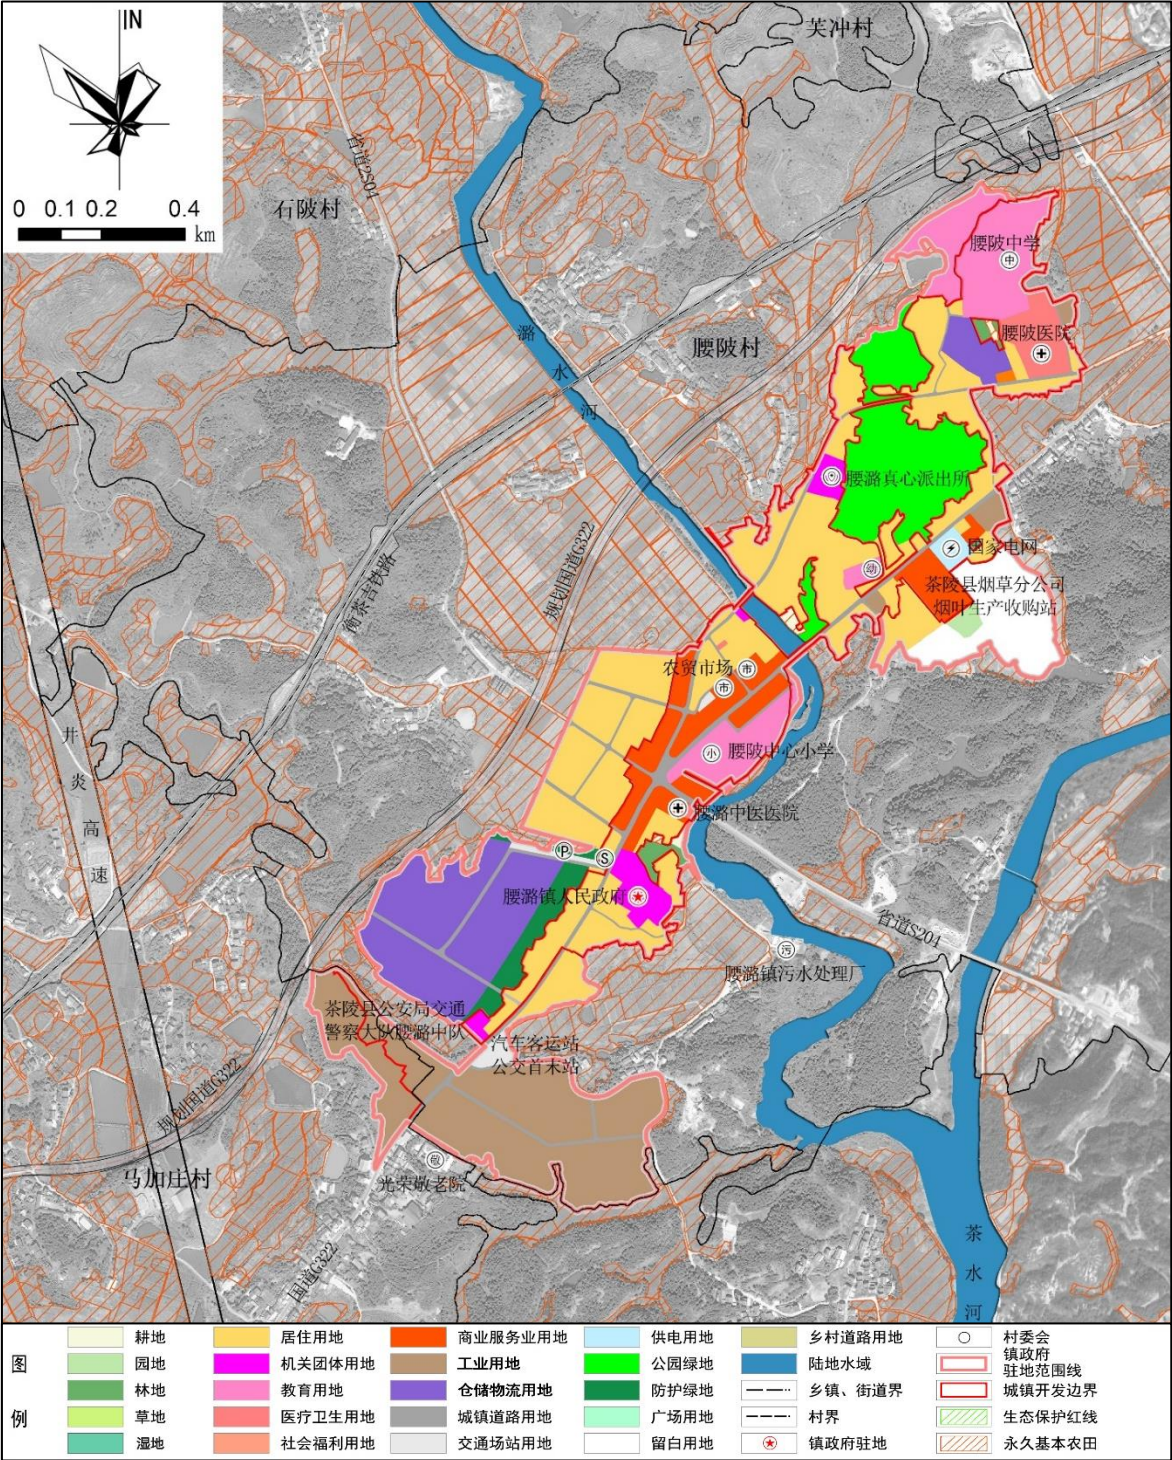 IN
0 0.1 0.2 0.4
km
芙冲村
省道2S04
石陂村
腰陂中学
中
腰陂医院
潞水河
腰陂村
腰潞真心派出所
国家电网
幼
茶陵县烟草分公司
烟叶生产收购站
规划国道G322
衡茶吉铁路
农贸市场
市
市
小
腰陂中心小学
井炎高速
腰潞中医医院
P
S
腰潞镇人民政府
省道S204
污
腰潞镇污水处理厂
茶陵县公安局交通
警察大队腰潞中队
汽车客运站
公交首末站
规划国道G322
马加庄村
敬
光荣敬老院
国道G322
茶水河
图例
耕地
居住用地
商业服务业用地
供电用地
乡村道路用地
村委会
园地
机关团体用地
工业用地
公园绿地
陆地水域
镇政府
驻地范围线
林地
教育用地
仓储物流用地
防护绿地
乡镇、街道界
城镇开发边界
草地
医疗卫生用地
城镇道路用地
广场用地
村界
生态保护红线
湿地
社会福利用地
交通场站用地
留白用地
镇政府驻地
永久基本农田